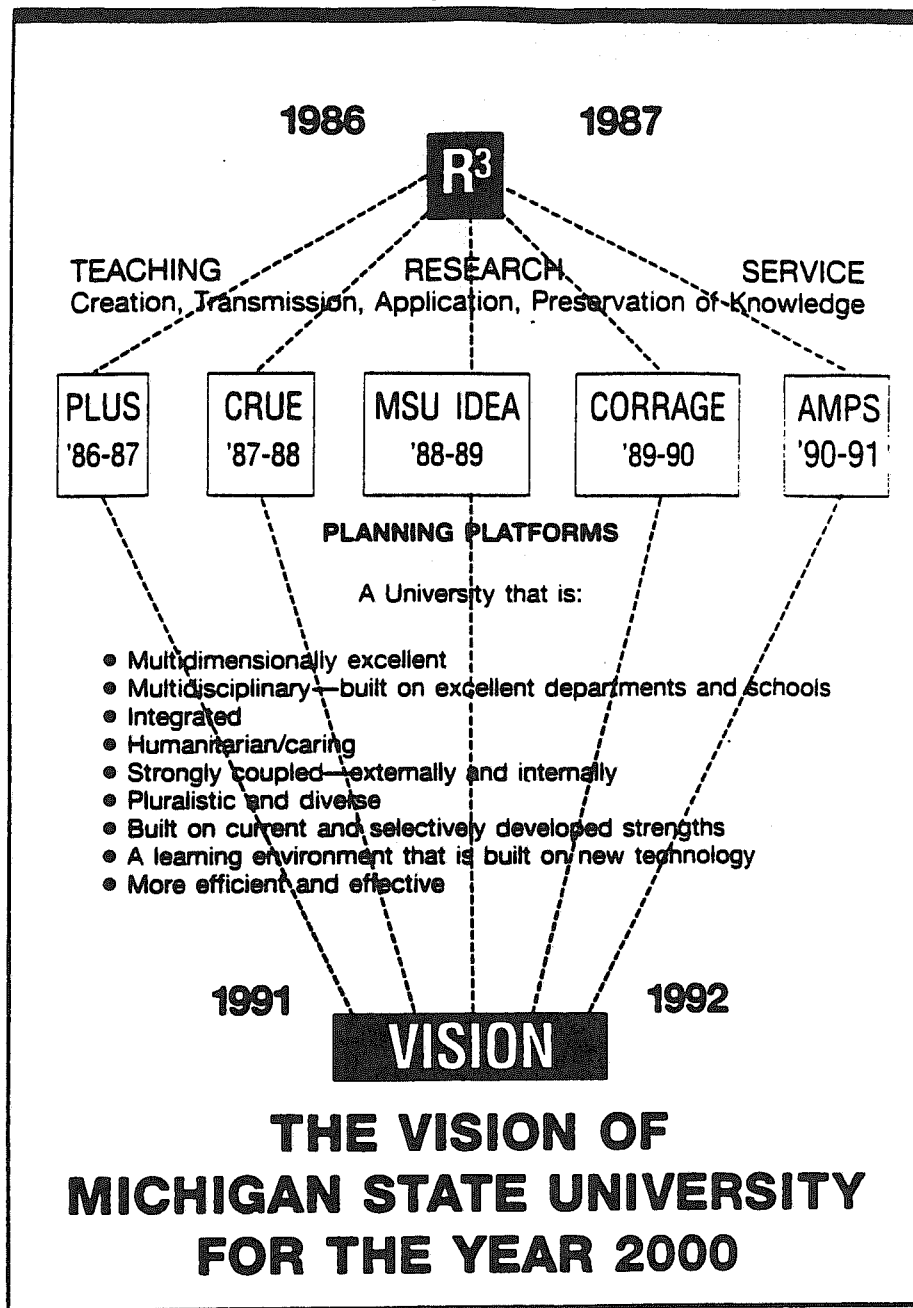 1986 1987
R³
TEACHING RESEARCH SERVICE
Creation, Transmission, Application, Preservation of Knowledge
PLUS CRUE MSU IDEA CORRAGE AMPS
'86-87 '87-88 '88-89 '89-90 '90-91
PLANNING PLATFORMS
A University that is:
● Multidimensionally excellent
● Multidisciplinary—built on excellent departments and schools
● Integrated
● Humanitarian/caring
● Strongly coupled—externally and internally
● Pluralistic and diverse
● Built on current and selectively developed strengths
● A learning environment that is built on new technology
● More efficient and effective
1991 1992
VISION
THE VISION OF
MICHIGAN STATE UNIVERSITY
FOR THE YEAR 2000